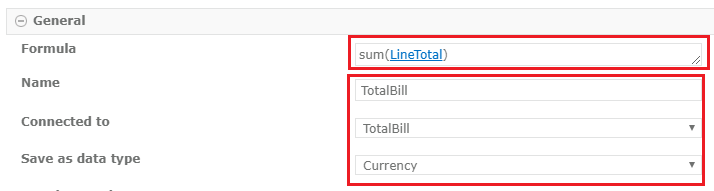 General
Formula
sum(LineTotal)
Name
TotalBill
Connected to
TotalBill
Save as data type
Currency